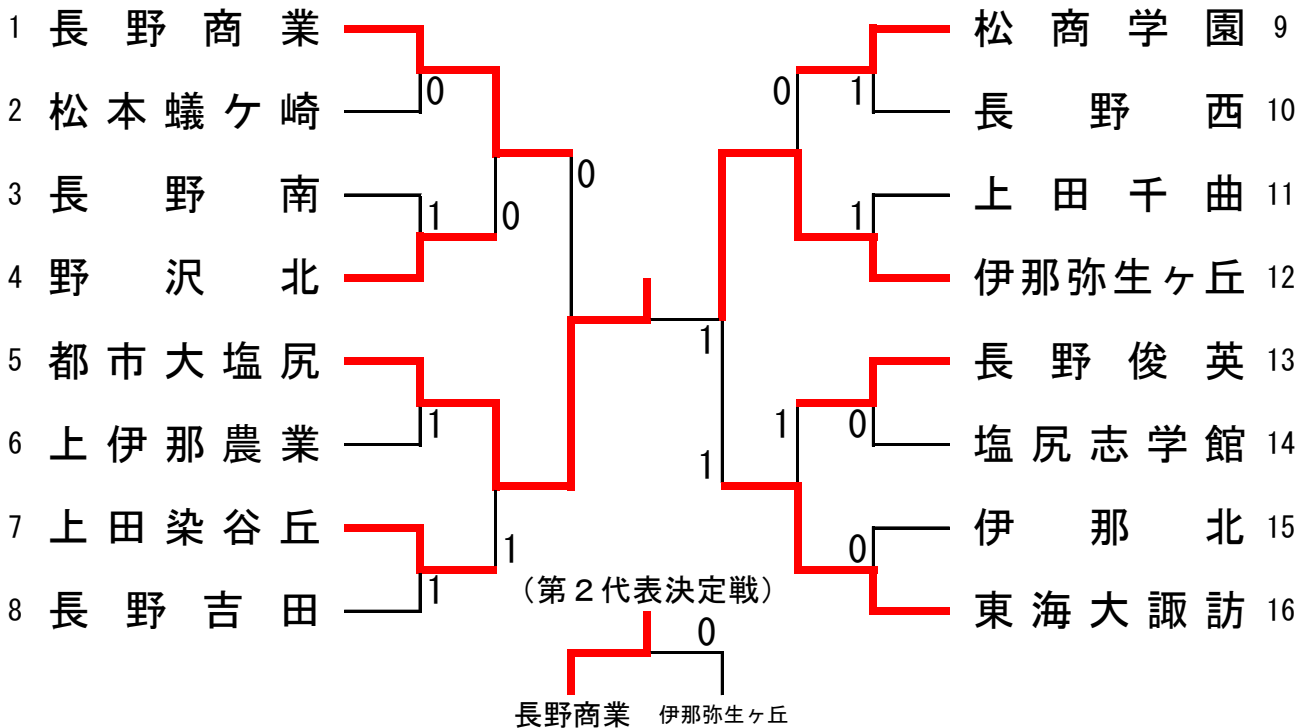 1 長野商業
0
2 松本蟻ケ崎
3 長野南
1
0
4 野沢北
0
5 都市大塩尻
1
6 上伊那農業
7 上田染谷丘
1
1
8 長野吉田
松商学園 9
0
1
長野西 10
上田千曲 11
1
伊那弥生ヶ丘 12
1
長野俊英 13
1
0
1
塩尻志学館 14
伊那北 15
0
東海大諏訪 16
(第2代表決定戦)
0
長野商業 伊那弥生ヶ丘